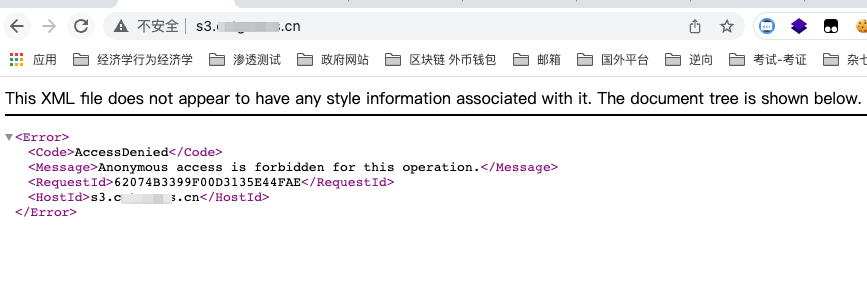 不安全 s3.c s.cn
应用 经济学行为经济学 渗透测试 政府网站 区块链 外币钱包 邮箱 国外平台 逆向 考试-考证 杂七
This XML file does not appear to have any style information associated with it. The document tree is shown below.
<Error>
<Code>AccessDenied</Code>
<Message>Anonymous access is forbidden for this operation.</Message>
<RequestId>62074B3399F00D3135E44FAE</RequestId>
<HostId>s3.c s.cn</HostId>
</Error>